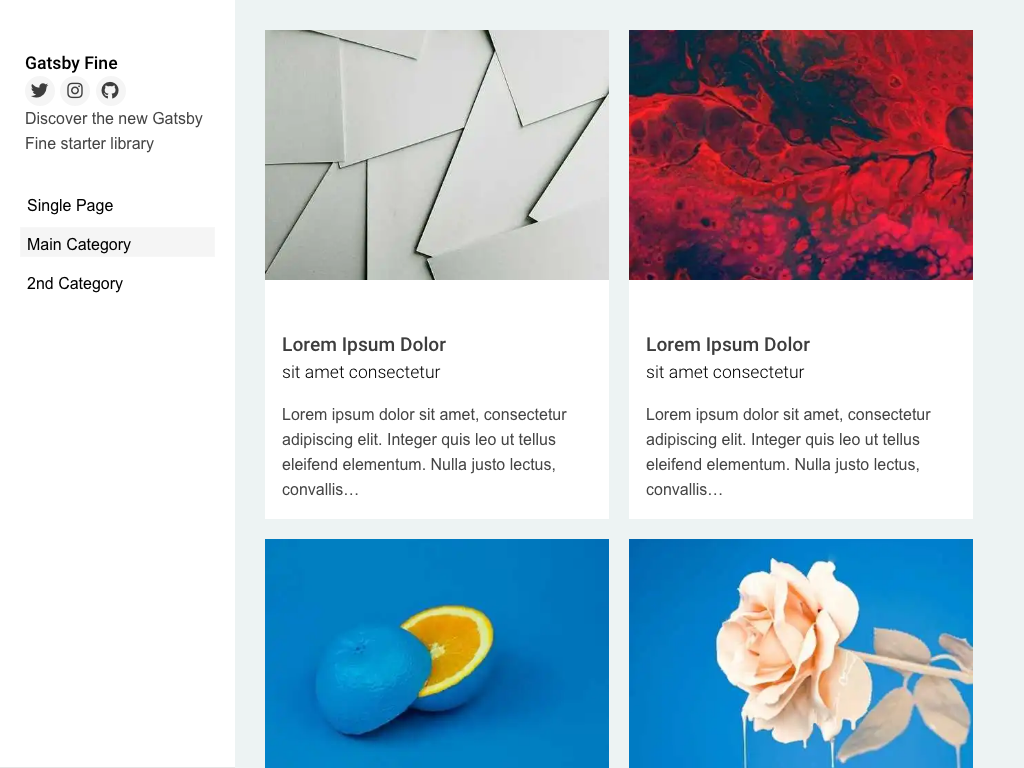 Gatsby Fine
Discover the new Gatsby
Fine starter library
Single Page
Main Category
2nd Category
Lorem Ipsum Dolor
sit amet consectetur
Lorem ipsum dolor sit amet, consectetur
adipiscing elit. Integer quis leo ut tellus
eleifend elementum. Nulla justo lectus,
convallis…
Lorem Ipsum Dolor
sit amet consectetur
Lorem ipsum dolor sit amet, consectetur
adipiscing elit. Integer quis leo ut tellus
eleifend elementum. Nulla justo lectus,
convallis…